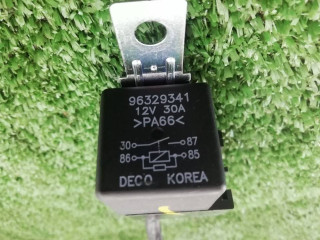 96329341
12V 30A
>PA66<
30 87
86 85
DECO KOREA